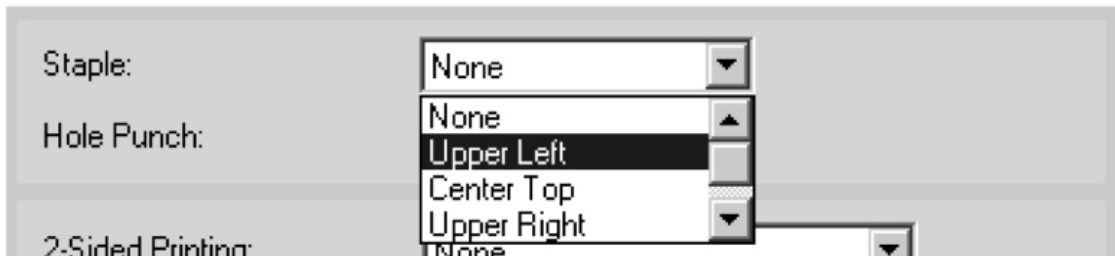 Staple:
None
None
Hole Punch:
Upper Left
Center Top
Upper Right
2-Sided Printing:
None